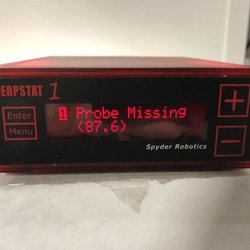 ERPSTAT 1
Enter
Menu
1 Probe Missing
(87.6)
+
−
Spyder Robotics